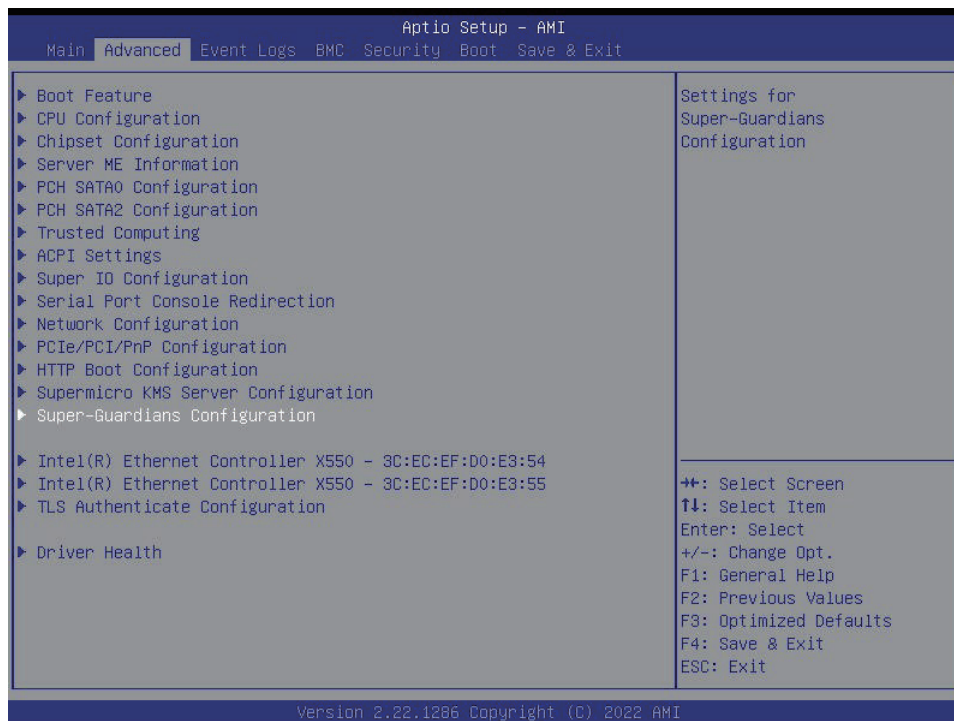 Aptio Setup - AMI
Main Advanced Event Logs BMC Security Boot Save & Exit
Boot Feature
CPU Configuration
Chipset Configuration
Server ME Information
PCH SATA0 Configuration
PCH SATA2 Configuration
Trusted Computing
ACPI Settings
Super IO Configuration
Serial Port Console Redirection
Network Configuration
PCIe/PCI/PnP Configuration
HTTP Boot Configuration
Supermicro KMS Server Configuration
Super-Guardians Configuration
Intel(R) Ethernet Controller X550 - 3C:EC:EF:D0:E3:54
Intel(R) Ethernet Controller X550 - 3C:EC:EF:D0:E3:55
TLS Authenticate Configuration
Driver Health
Settings for
Super-Guardians
Configuration
→←: Select Screen
↑↓: Select Item
Enter: Select
+/-: Change Opt.
F1: General Help
F2: Previous Values
F3: Optimized Defaults
F4: Save & Exit
ESC: Exit
Version 2.22.1286 Copyright (C) 2022 AMI